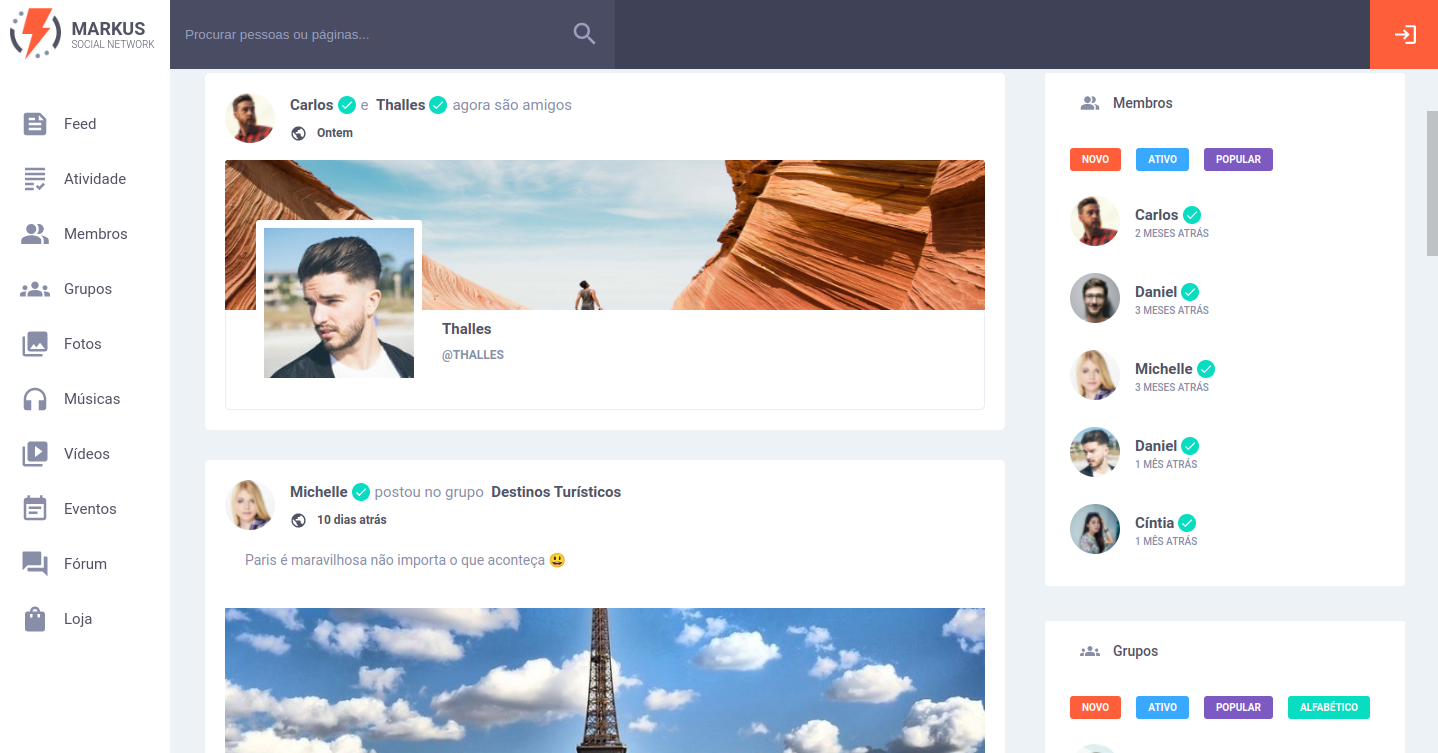 MARKUS
SOCIAL NETWORK
Procurar pessoas ou páginas...
Feed
Atividade
Membros
Grupos
Fotos
Músicas
Vídeos
Eventos
Fórum
Loja
Carlos e Thalles agora são amigos
Ontem
Thalles
@THALLES
Michelle postou no grupo Destinos Turísticos
10 dias atrás
Paris é maravilhosa não importa o que aconteça 😃
Membros
NOVO ATIVO POPULAR
Carlos
2 MESES ATRÁS
Daniel
3 MESES ATRÁS
Michelle
3 MESES ATRÁS
Daniel
1 MÊS ATRÁS
Cíntia
1 MÊS ATRÁS
Grupos
NOVO ATIVO POPULAR ALFABÉTICO